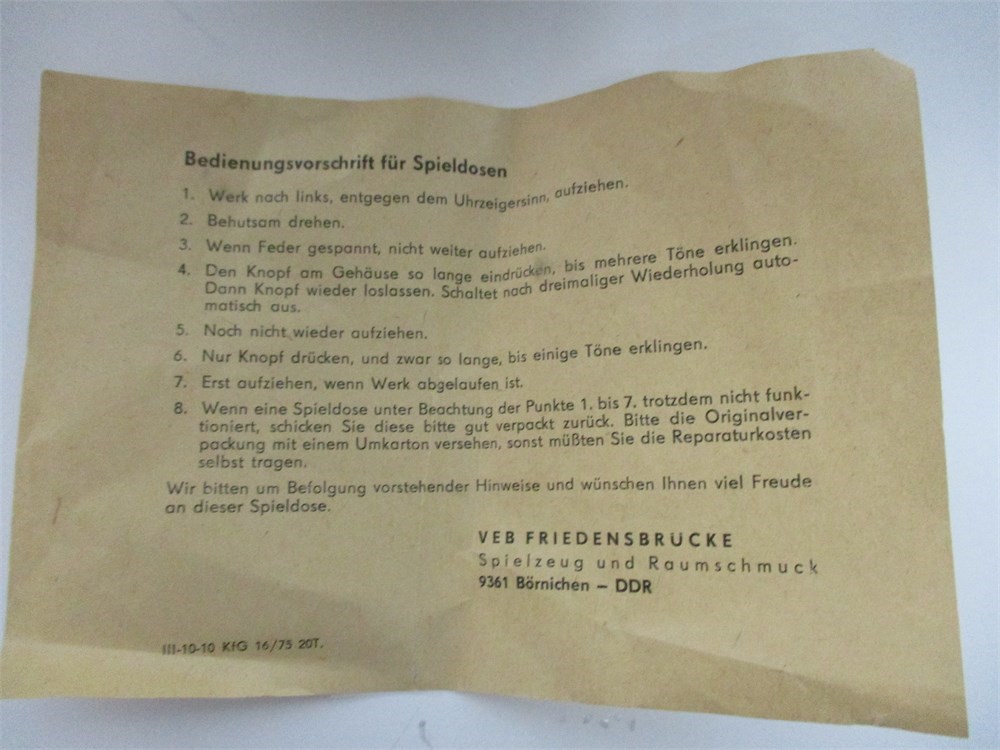 Bedienungsvorschrift für Spieldosen
1. Werk nach links, entgegen dem Uhrzeigersinn, aufziehen.
2. Behutsam drehen.
3. Wenn Feder gespannt, nicht weiter aufziehen.
4. Den Knopf am Gehäuse so lange eindrücken, bis mehrere Töne erklingen.
Dann Knopf wieder loslassen. Schaltet nach dreimaliger Wiederholung auto-
matisch aus.
5. Noch nicht wieder aufziehen.
6. Nur Knopf drücken, und zwar so lange, bis einige Töne erklingen.
7. Erst aufziehen, wenn Werk abgelaufen ist.
8. Wenn eine Spieldose unter Beachtung der Punkte 1. bis 7. trotzdem nicht funk-
tioniert, schicken Sie diese bitte gut verpackt zurück. Bitte die Originalver-
packung mit einem Umkarton versehen, sonst müßten Sie die Reparaturkosten
selbst tragen.
Wir bitten um Befolgung vorstehender Hinweise und wünschen Ihnen viel Freude
an dieser Spieldose.
VEB FRIEDENSBRÜCKE
Spielzeug und Raumschmuck
9361 Börnichen – DDR
III-10-10 KfG 16/75 20T.